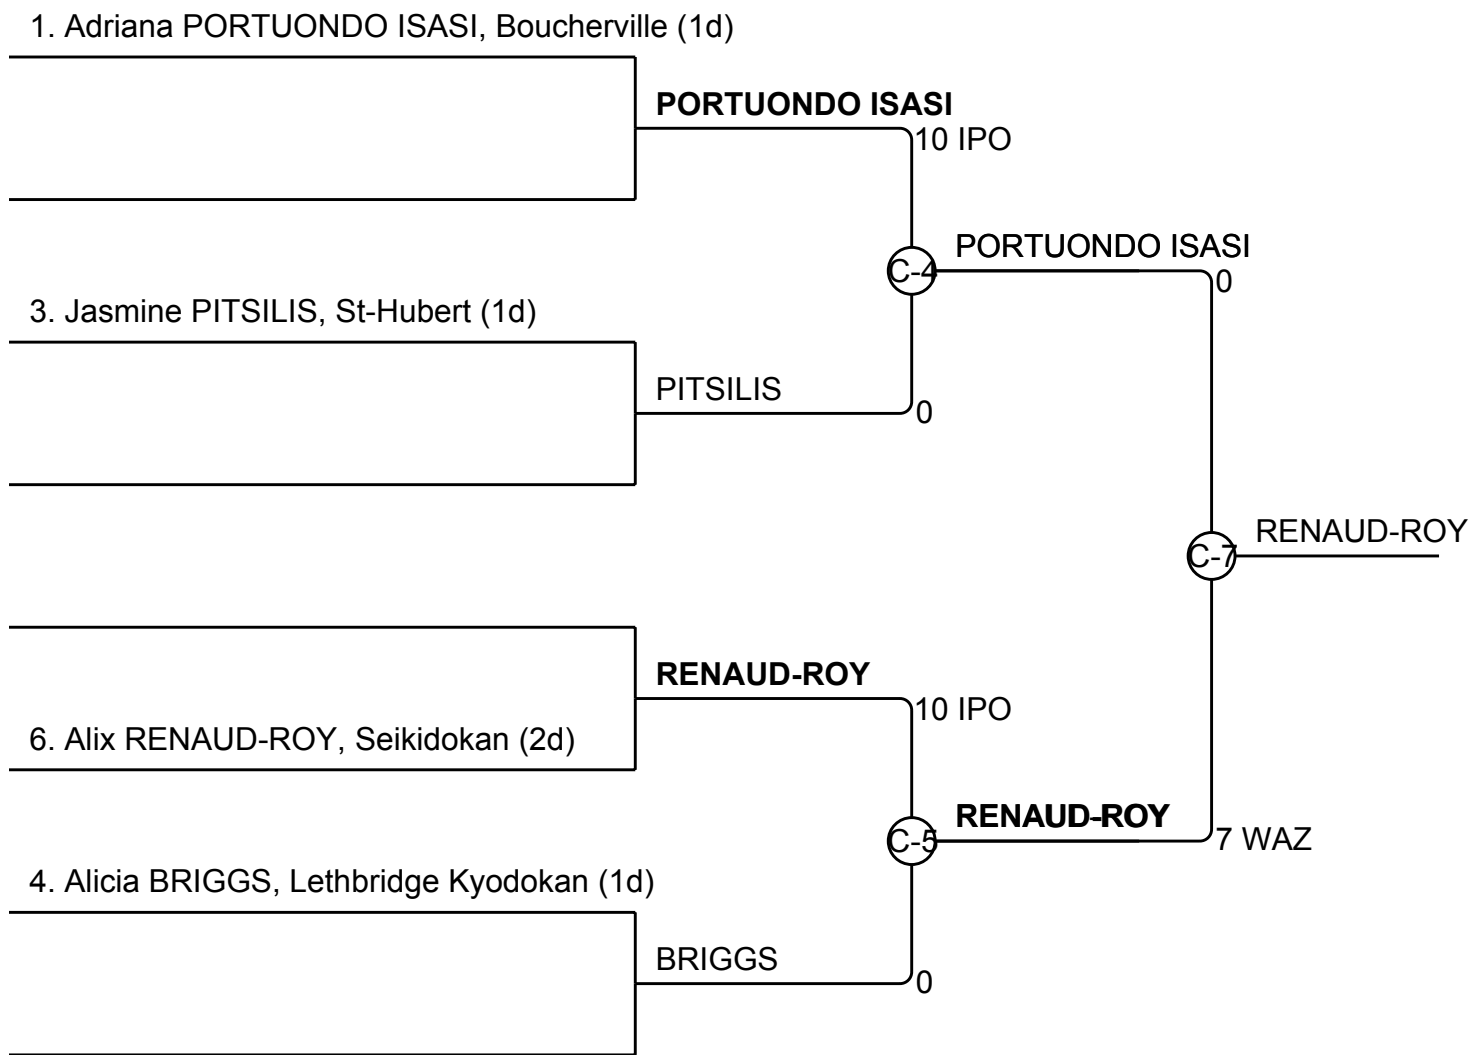 1. Adriana PORTUONDO ISASI, Boucherville (1d)
PORTUONDO ISASI
10 IPO
C-4
PORTUONDO ISASI
0
3. Jasmine PITSILIS, St-Hubert (1d)
PITSILIS
0
C-7
RENAUD-ROY
RENAUD-ROY
10 IPO
6. Alix RENAUD-ROY, Seikidokan (2d)
C-5
RENAUD-ROY
7 WAZ
4. Alicia BRIGGS, Lethbridge Kyodokan (1d)
BRIGGS
0